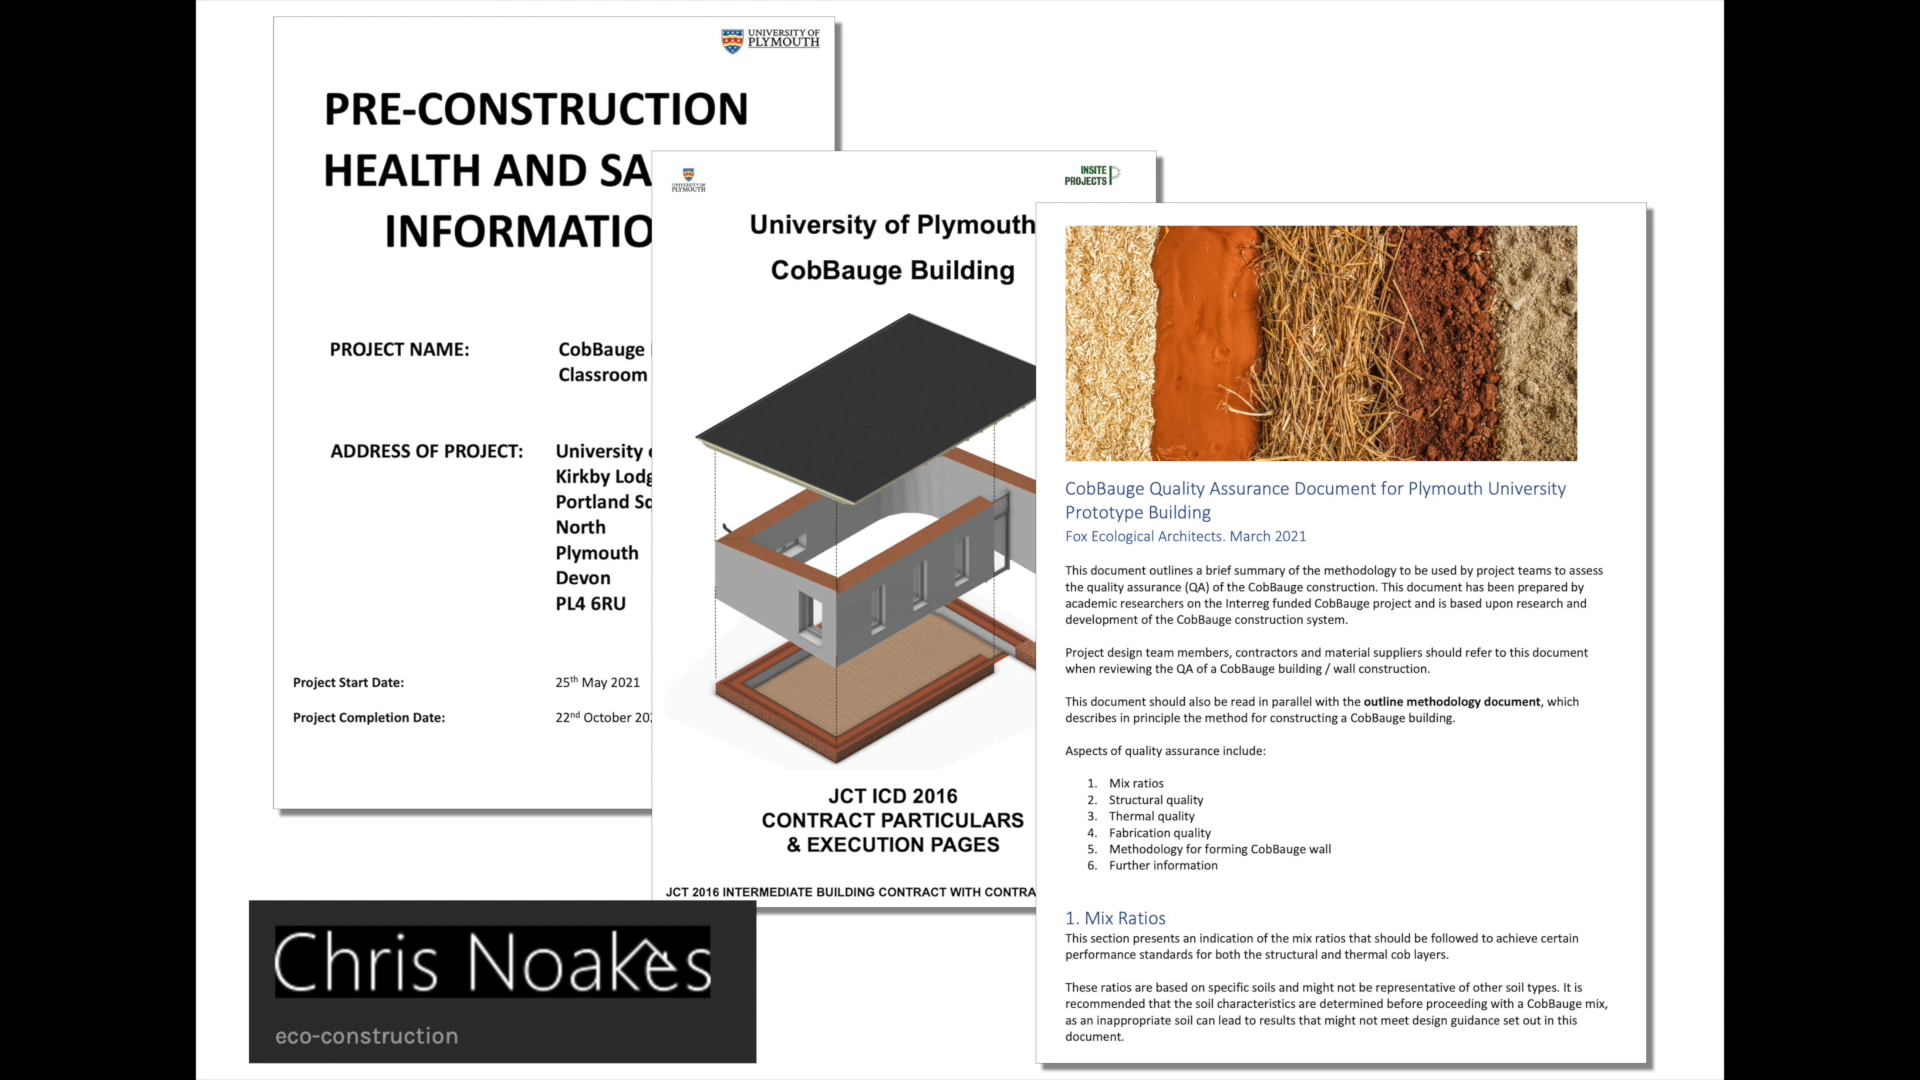 UNIVERSITY OF
PLYMOUTH
PRE-CONSTRUCTION
HEALTH AND SA
INFORMATIO
PROJECT NAME:
CobBauge
Classroom
ADDRESS OF PROJECT:
University
Kirkby Lodg
Portland Sq
North
Plymouth
Devon
PL4 6RU
Project Start Date:
25th May 2021
Project Completion Date:
22nd October 202
UNIVERSITY OF
PLYMOUTH
INSITE
PROJECTS
University of Plymouth
CobBauge Building
JCT ICD 2016
CONTRACT PARTICULARS
& EXECUTION PAGES
JCT 2016 INTERMEDIATE BUILDING CONTRACT WITH CONTRA
CobBauge Quality Assurance Document for Plymouth University
Prototype Building
Fox Ecological Architects. March 2021
This document outlines a brief summary of the methodology to be used by project teams to assess
the quality assurance (QA) of the CobBauge construction. This document has been prepared by
academic researchers on the Interreg funded CobBauge project and is based upon research and
development of the CobBauge construction system.
Project design team members, contractors and material suppliers should refer to this document
when reviewing the QA of a CobBauge building / wall construction.
This document should also be read in parallel with the outline methodology document, which
describes in principle the method for constructing a CobBauge building.
Aspects of quality assurance include:
1. Mix ratios
2. Structural quality
3. Thermal quality
4. Fabrication quality
5. Methodology for forming CobBauge wall
6. Further information
1. Mix Ratios
This section presents an indication of the mix ratios that should be followed to achieve certain
performance standards for both the structural and thermal cob layers.
These ratios are based on specific soils and might not be representative of other soil types. It is
recommended that the soil characteristics are determined before proceeding with a CobBauge mix,
as an inappropriate soil can lead to results that might not meet design guidance set out in this
document.
Chris Noakes
eco-construction